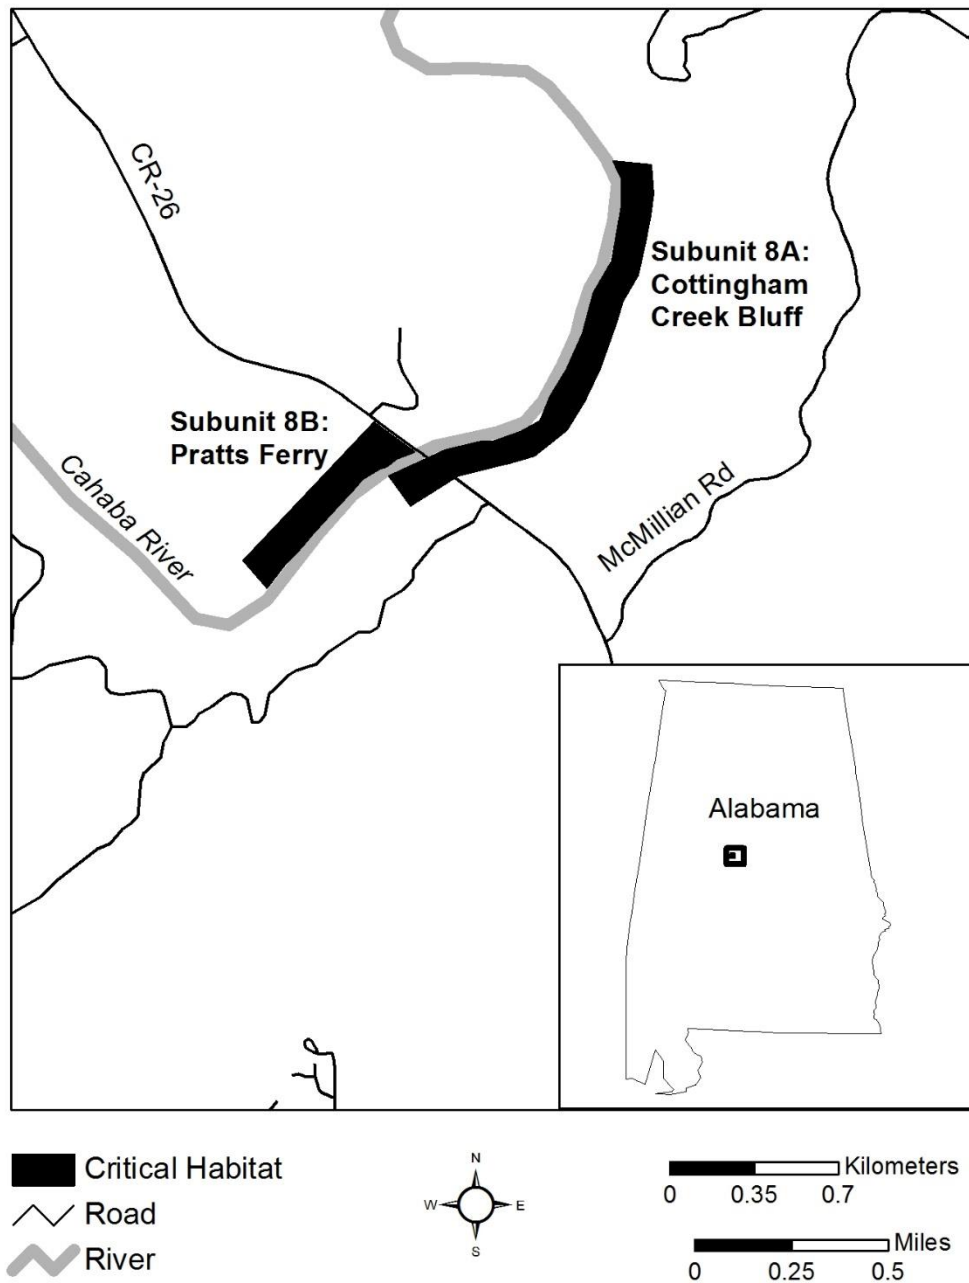 CR-26
Subunit 8A:
Cottingham
Creek Bluff
Subunit 8B:
Pratts Ferry
Cahaba River
McMillian Rd
Alabama
Critical Habitat
Road
River
N
W E
S
Kilometers
0 0.35 0.7
Miles
0 0.25 0.5